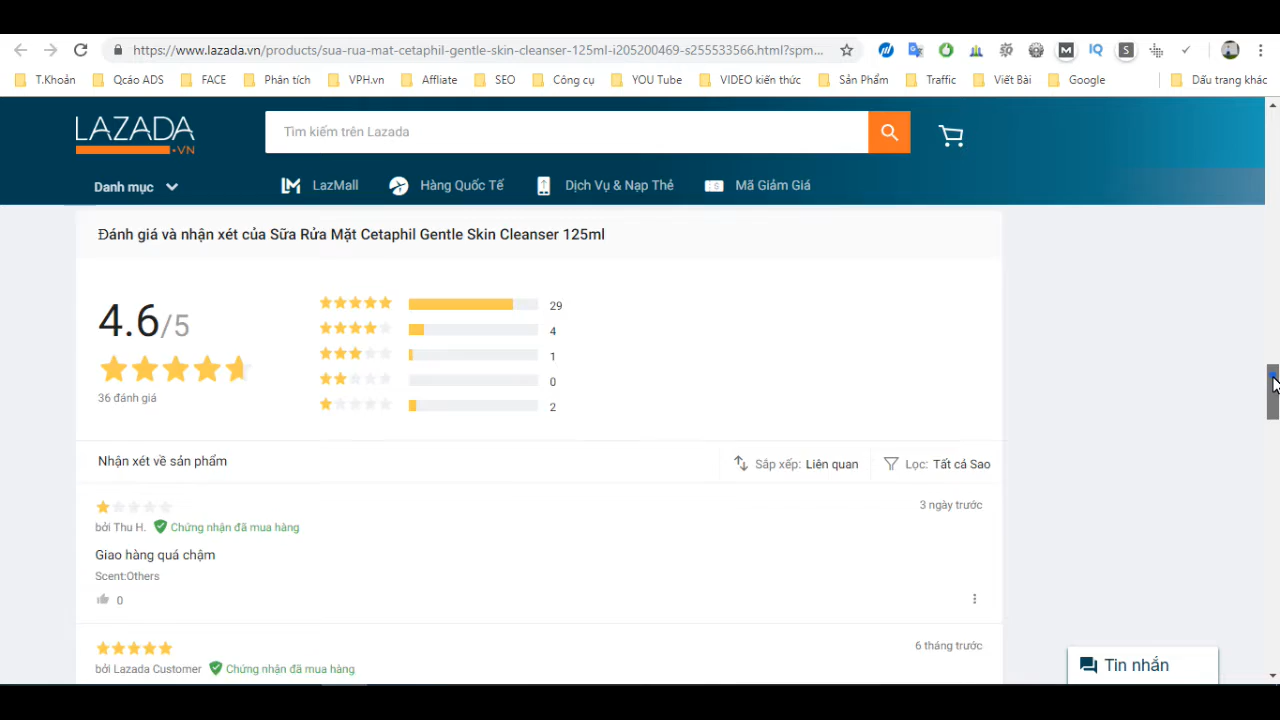 https://www.lazada.vn/products/sua-rua-mat-cetaphil-gentle-skin-cleanser-125ml-i205200469-s255533566.html?spm...
T.Khoản Qcáo ADS FACE Phân tích VPH.vn Affliate SEO Công cụ YOU Tube VIDEO kiến thức Sản Phẩm Traffic Viết Bài Google Dấu trang khác
LAZADA .VN
Tìm kiếm trên Lazada
Danh mục LazMall Hàng Quốc Tế Dịch Vụ & Nạp Thẻ Mã Giảm Giá
Đánh giá và nhận xét của Sữa Rửa Mặt Cetaphil Gentle Skin Cleanser 125ml
4.6/5
36 đánh giá
29
4
1
0
2
Nhận xét về sản phẩm Sắp xếp: Liên quan Lọc: Tất cả Sao
3 ngày trước
bởi Thu H. Chứng nhận đã mua hàng
Giao hàng quá chậm
Scent:Others
0
6 tháng trước
bởi Lazada Customer Chứng nhận đã mua hàng
Tin nhắn